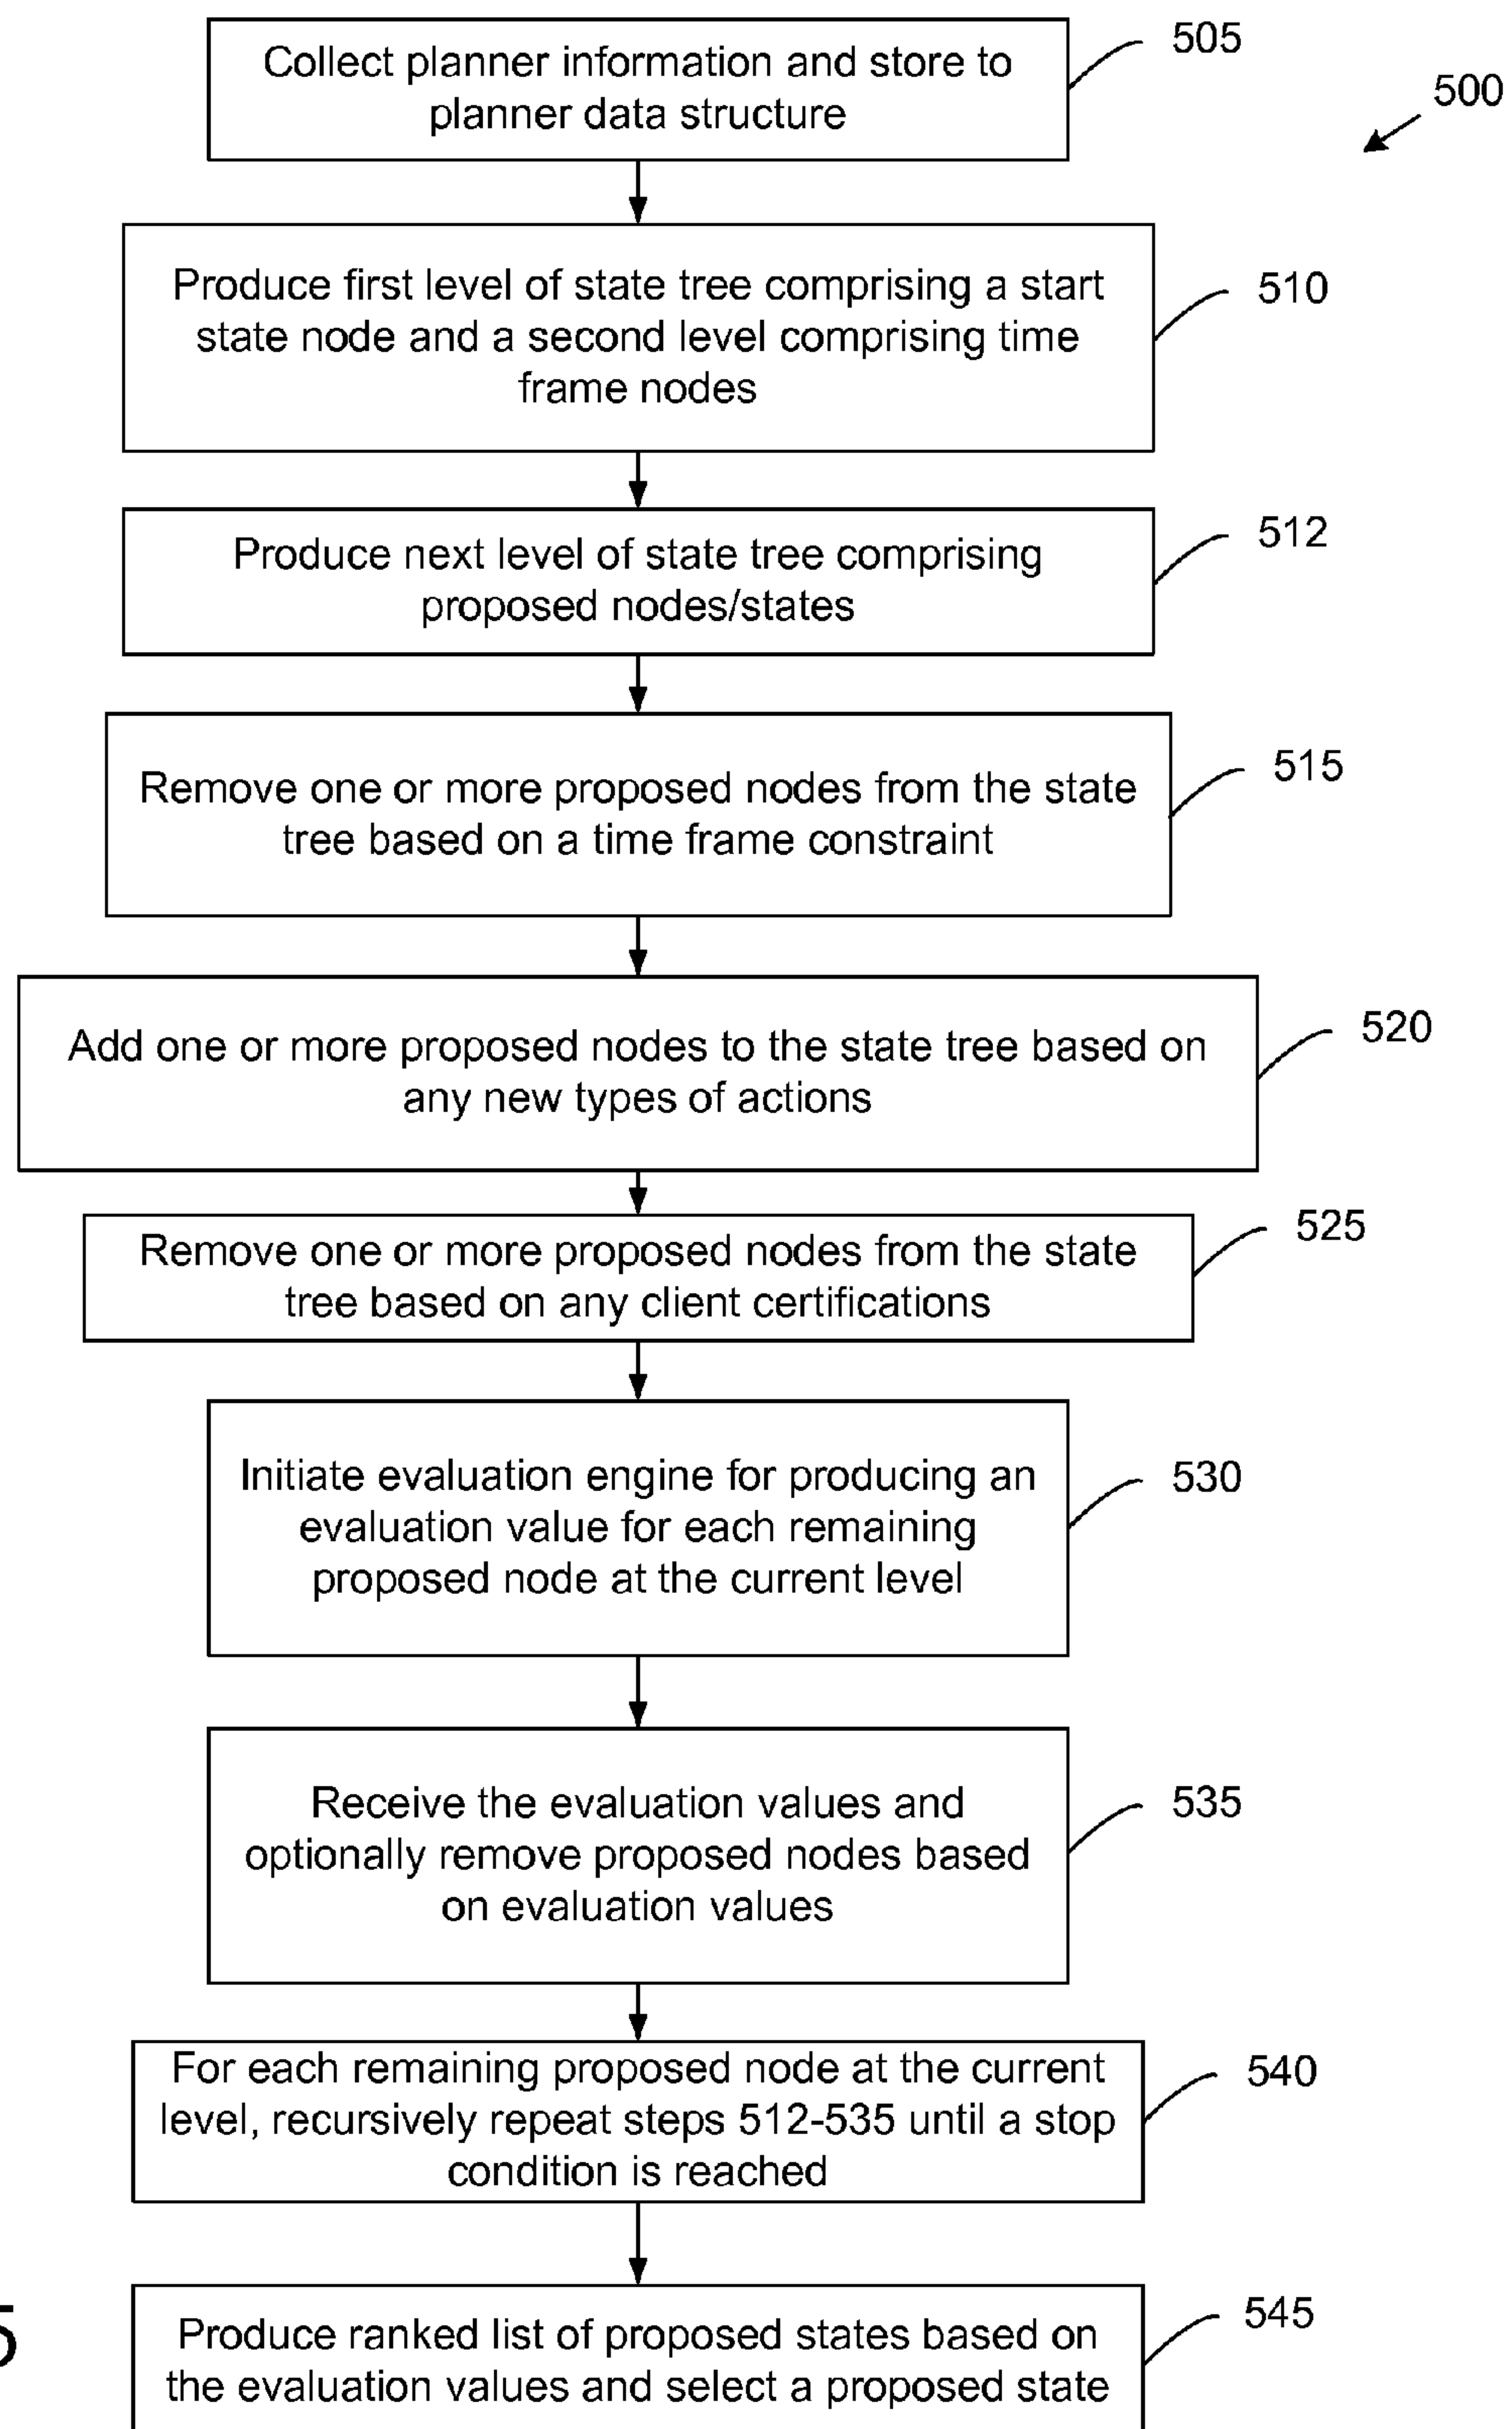 Collect planner information and store to
planner data structure
505
500
Produce first level of state tree comprising a start
state node and a second level comprising time
frame nodes
510
Produce next level of state tree comprising
proposed nodes/states
512
Remove one or more proposed nodes from the state
tree based on a time frame constraint
515
Add one or more proposed nodes to the state tree based on
any new types of actions
520
Remove one or more proposed nodes from the state
tree based on any client certifications
525
Initiate evaluation engine for producing an
evaluation value for each remaining
proposed node at the current level
530
Receive the evaluation values and
optionally remove proposed nodes based
on evaluation values
535
For each remaining proposed node at the current
level, recursively repeat steps 512-535 until a stop
condition is reached
540
Produce ranked list of proposed states based on
the evaluation values and select a proposed state
545